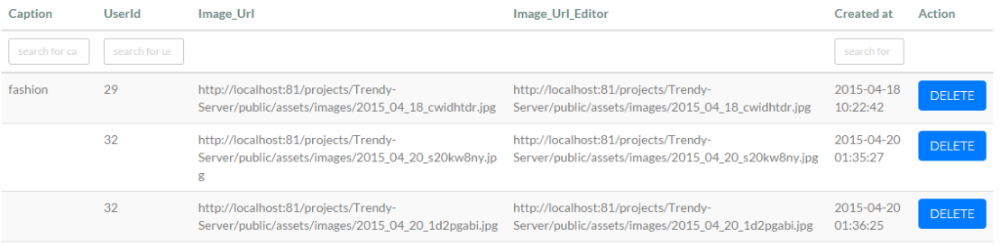 Caption UserId Image_Url Image_Url_Editor Created at Action
search for ca search for us search for
fashion 29 http://localhost:81/projects/Trendy- http://localhost:81/projects/Trendy- 2015-04-18 DELETE
Server/public/assets/images/2015_04_18_cwidhtdr.jpg Server/public/assets/images/2015_04_18_cwidhtdr.jpg 10:22:42
32 http://localhost:81/projects/Trendy- http://localhost:81/projects/Trendy- 2015-04-20 DELETE
Server/public/assets/images/2015_04_20_s20kw8ny.jp Server/public/assets/images/2015_04_20_s20kw8ny.jpg 01:35:27
g
32 http://localhost:81/projects/Trendy- http://localhost:81/projects/Trendy- 2015-04-20 DELETE
Server/public/assets/images/2015_04_20_1d2pgabi.jpg Server/public/assets/images/2015_04_20_1d2pgabi.jpg 01:36:25